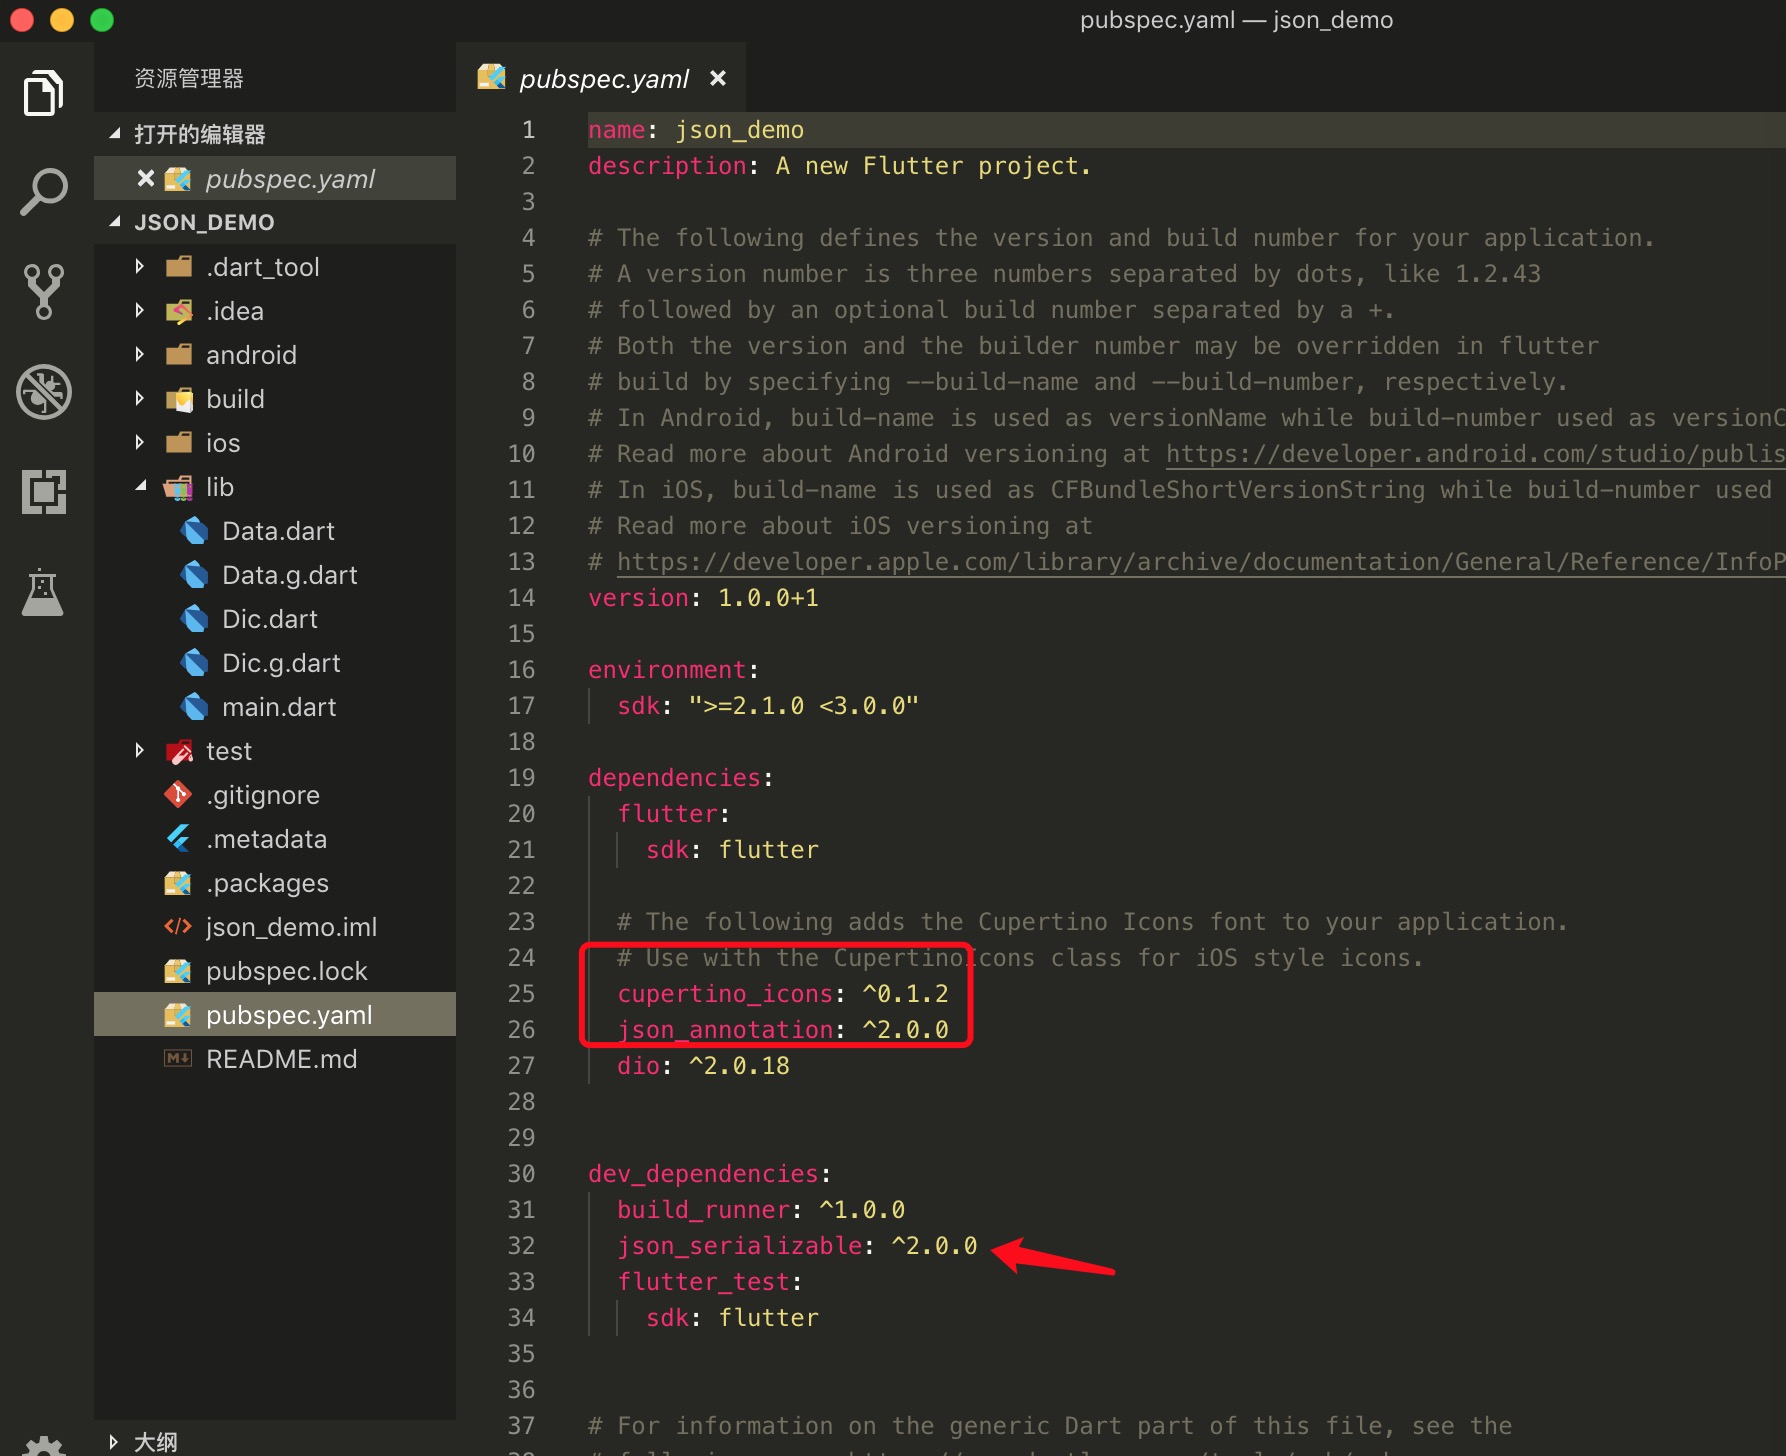 pubspec.yaml — json_demo
资源管理器
打开的编辑器
pubspec.yaml
JSON_DEMO
.dart_tool
.idea
android
build
ios
lib
Data.dart
Data.g.dart
Dic.dart
Dic.g.dart
main.dart
test
.gitignore
.metadata
.packages
json_demo.iml
pubspec.lock
pubspec.yaml
README.md
大纲
pubspec.yaml
1 name: json_demo
2 description: A new Flutter project.
3
4 # The following defines the version and build number for your application.
5 # A version number is three numbers separated by dots, like 1.2.43
6 # followed by an optional build number separated by a +.
7 # Both the version and the builder number may be overridden in flutter
8 # build by specifying --build-name and --build-number, respectively.
9 # In Android, build-name is used as versionName while build-number used as versionC
10 # Read more about Android versioning at https://developer.android.com/studio/publis
11 # In iOS, build-name is used as CFBundleShortVersionString while build-number used
12 # Read more about iOS versioning at
13 # https://developer.apple.com/library/archive/documentation/General/Reference/InfoP
14 version: 1.0.0+1
15
16 environment:
17 sdk: ">=2.1.0 <3.0.0"
18
19 dependencies:
20 flutter:
21 sdk: flutter
22
23 # The following adds the Cupertino Icons font to your application.
24 # Use with the CupertinoIcons class for iOS style icons.
25 cupertino_icons: ^0.1.2
26 json_annotation: ^2.0.0
27 dio: ^2.0.18
28
29
30 dev_dependencies:
31 build_runner: ^1.0.0
32 json_serializable: ^2.0.0
33 flutter_test:
34 sdk: flutter
35
36
37 # For information on the generic Dart part of this file, see the